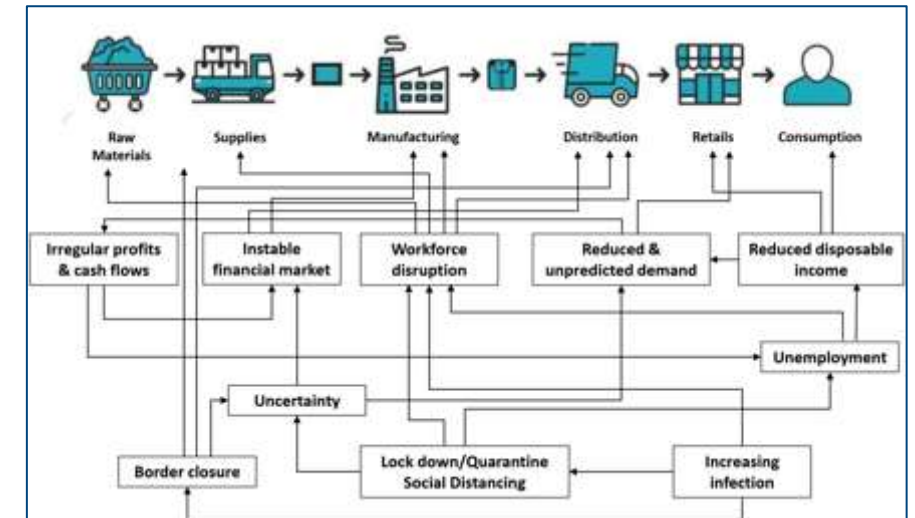 Raw
Materials
Supplies
Manufacturing
Distribution
Retails
Consumption
Irregular profits
& cash flows
Instable
financial market
Workforce
disruption
Reduced &
unpredicted demand
Reduced disposable
income
Unemployment
Uncertainty
Border closure
Lock down/Quarantine
Social Distancing
Increasing
infection